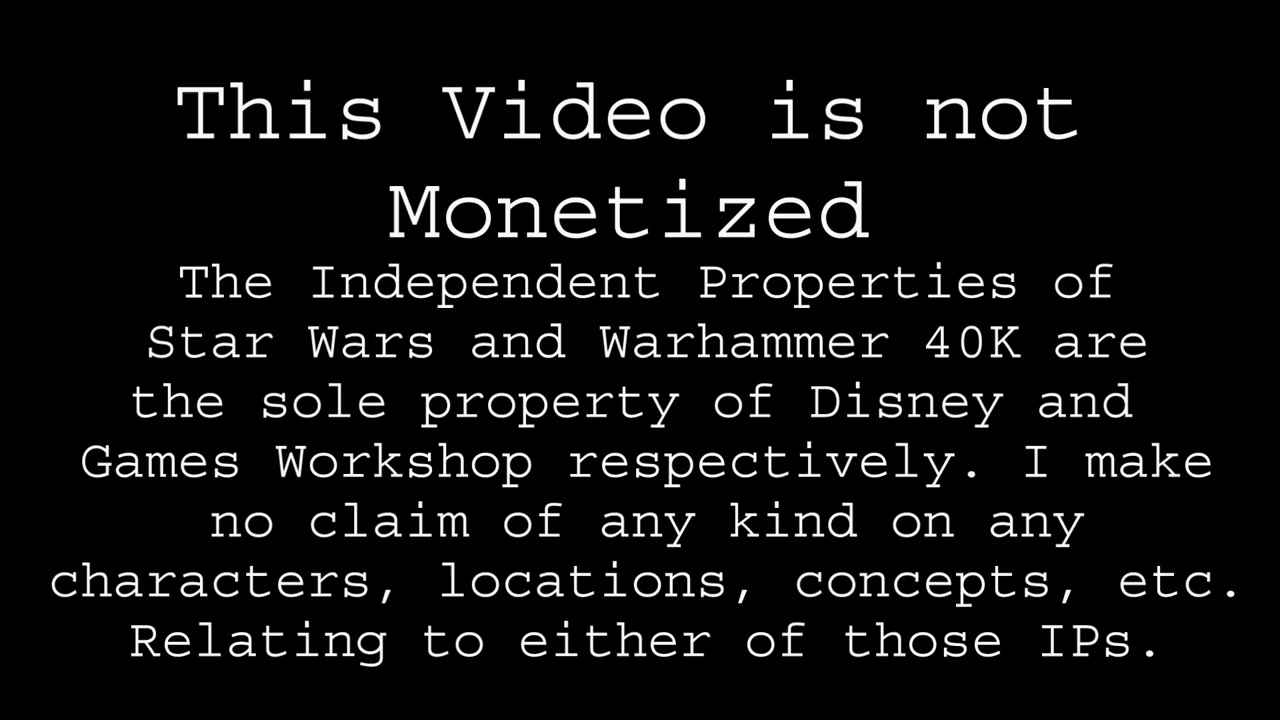 This Video is not
Monetized
The Independent Properties of
Star Wars and Warhammer 40K are
the sole property of Disney and
Games Workshop respectively. I make
no claim of any kind on any
characters, locations, concepts, etc.
Relating to either of those IPs.